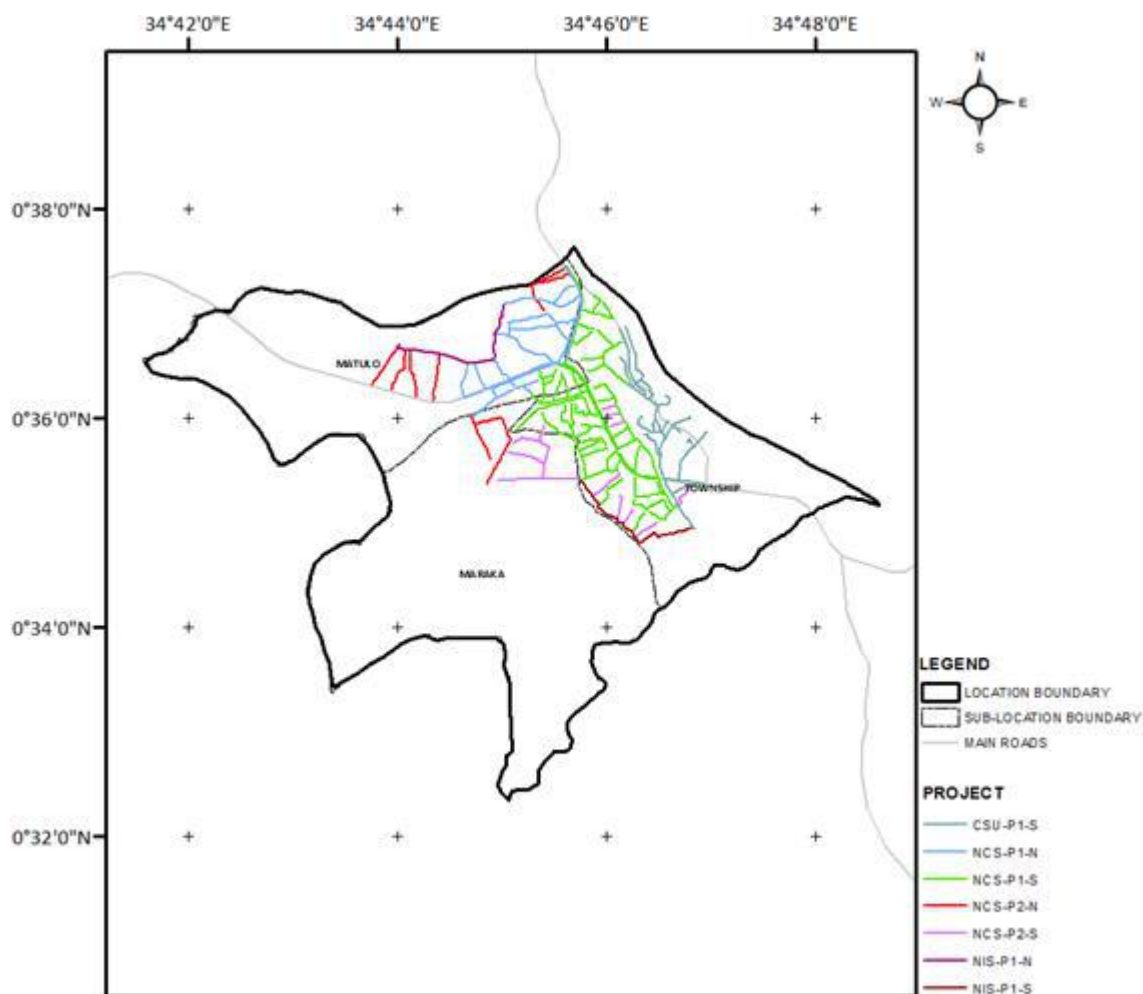 34°42'0"E 34°44'0"E 34°46'0"E 34°48'0"E
N
W E
S
0°38'0"N
MATULO
0°36'0"N
TOWNSHIP
MARAKA
0°34'0"N
0°32'0"N
LEGEND
LOCATION BOUNDARY
SUB-LOCATION BOUNDARY
MAIN ROADS
PROJECT
CSU-P1-S
NCS-P1-N
NCS-P1-S
NCS-P2-N
NCS-P2-S
NIS-P1-N
NIS-P1-S